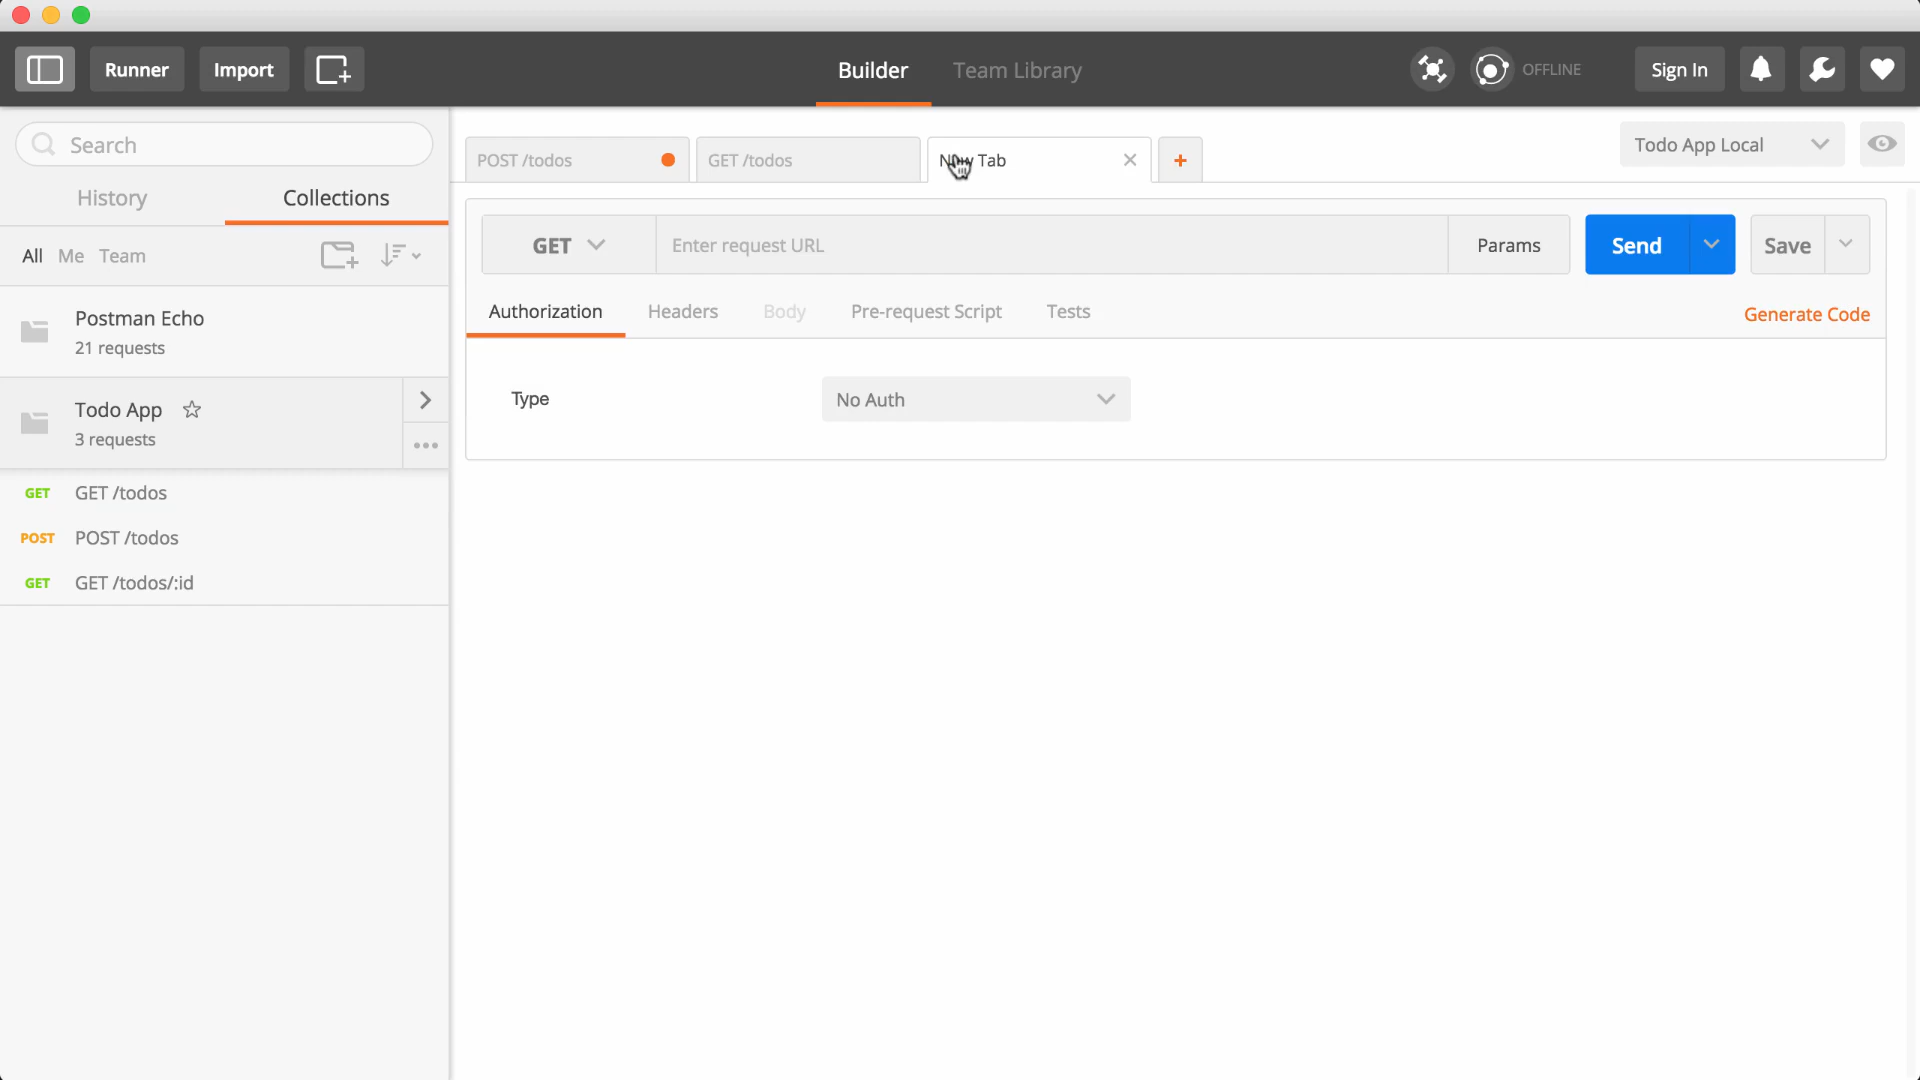 Runner
Import
Builder
Team Library
OFFLINE
Sign In
Search
POST /todos
GET /todos
Tab
Todo App Local
History
Collections
All Me Team
GET
Enter request URL
Params
Send
Save
Authorization
Headers
Body
Pre-request Script
Tests
Generate Code
Postman Echo
21 requests
Type
No Auth
Todo App
3 requests
GET GET /todos
POST POST /todos
GET GET /todos/:id